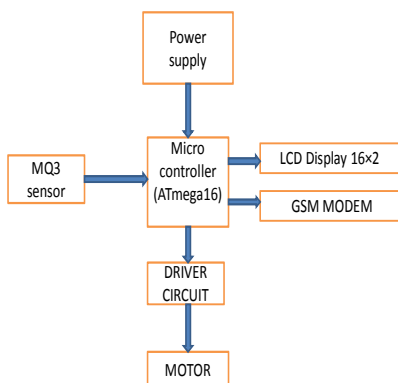 Power
supply
Micro
controller
(ATmega16)
MQ3
sensor
LCD Display 16×2
GSM MODEM
DRIVER
CIRCUIT
MOTOR